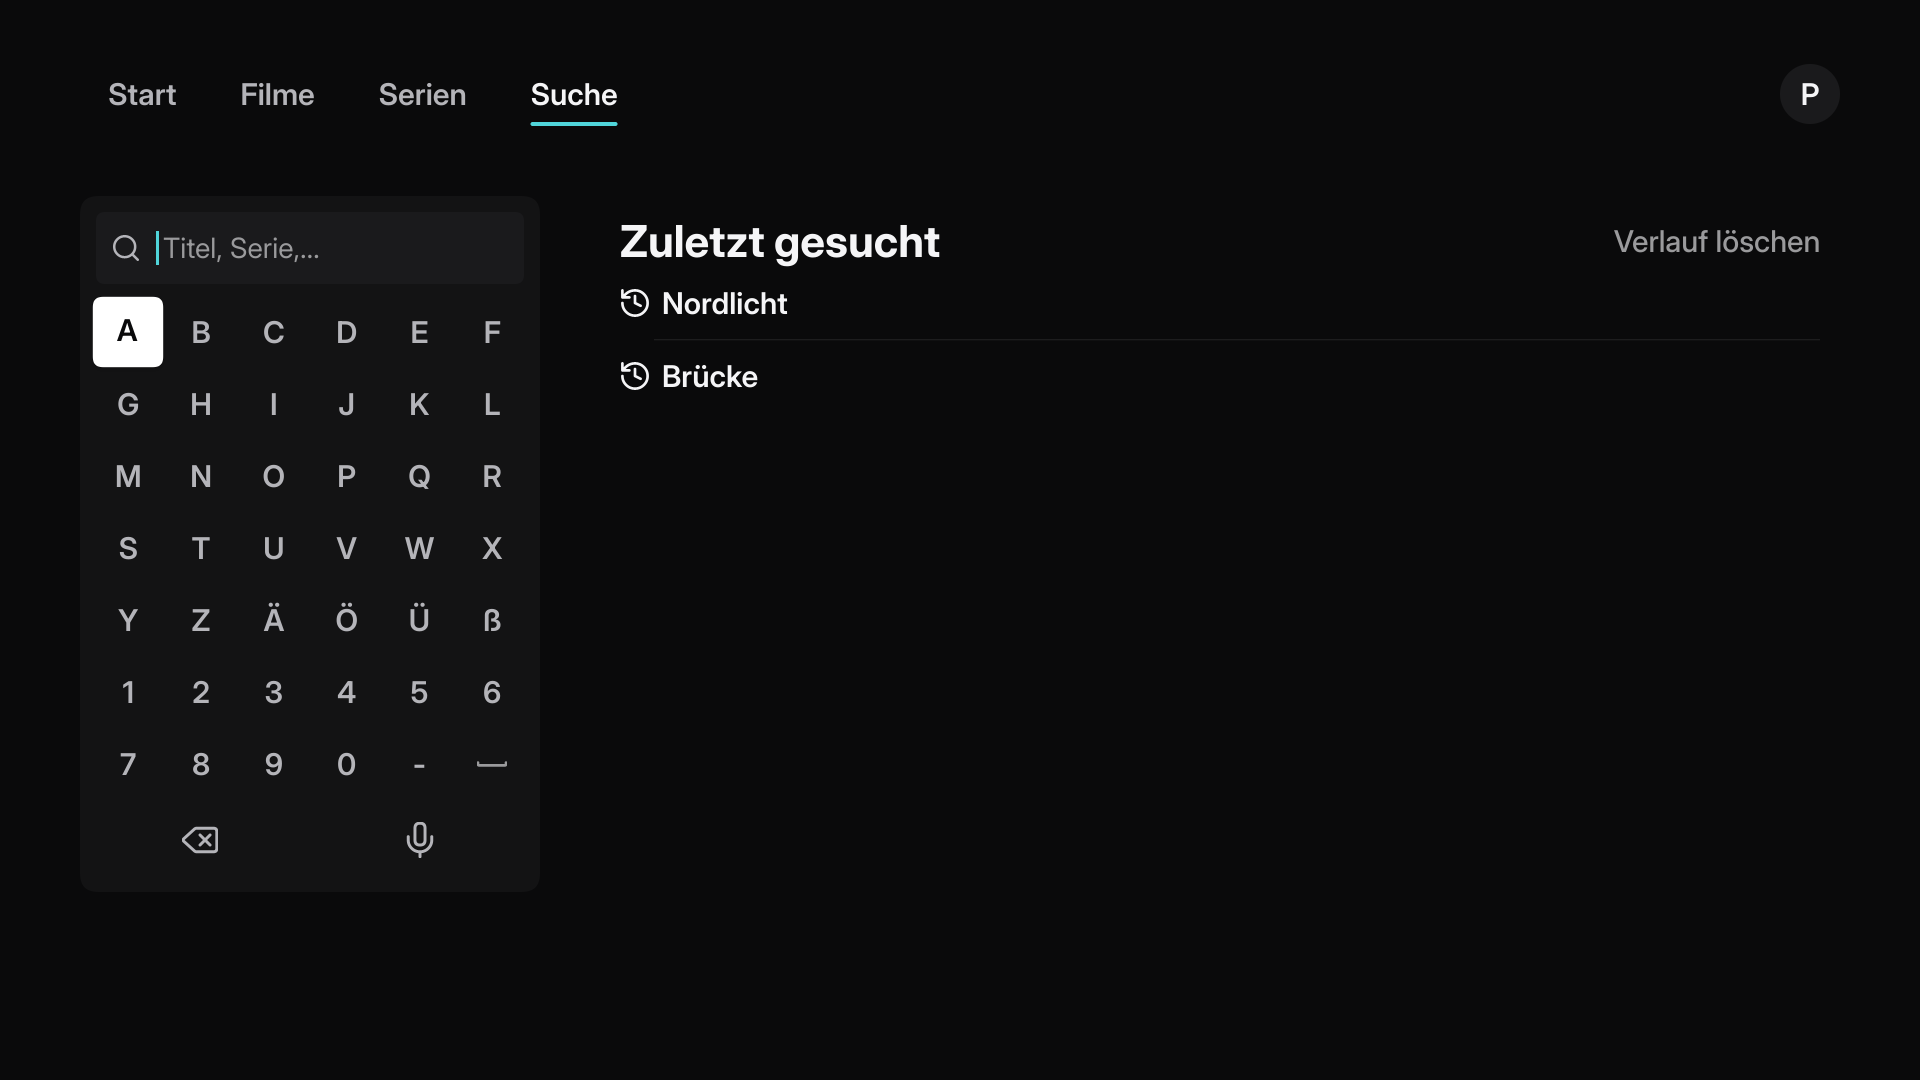 Start Filme Serien Suche P
Titel, Serie,...
A B C D E F
G H I J K L
M N O P Q R
S T U V W X
Y Z Ä Ö Ü ß
1 2 3 4 5 6
7 8 9 0 -
Zuletzt gesucht Verlauf löschen
Nordlicht
Brücke